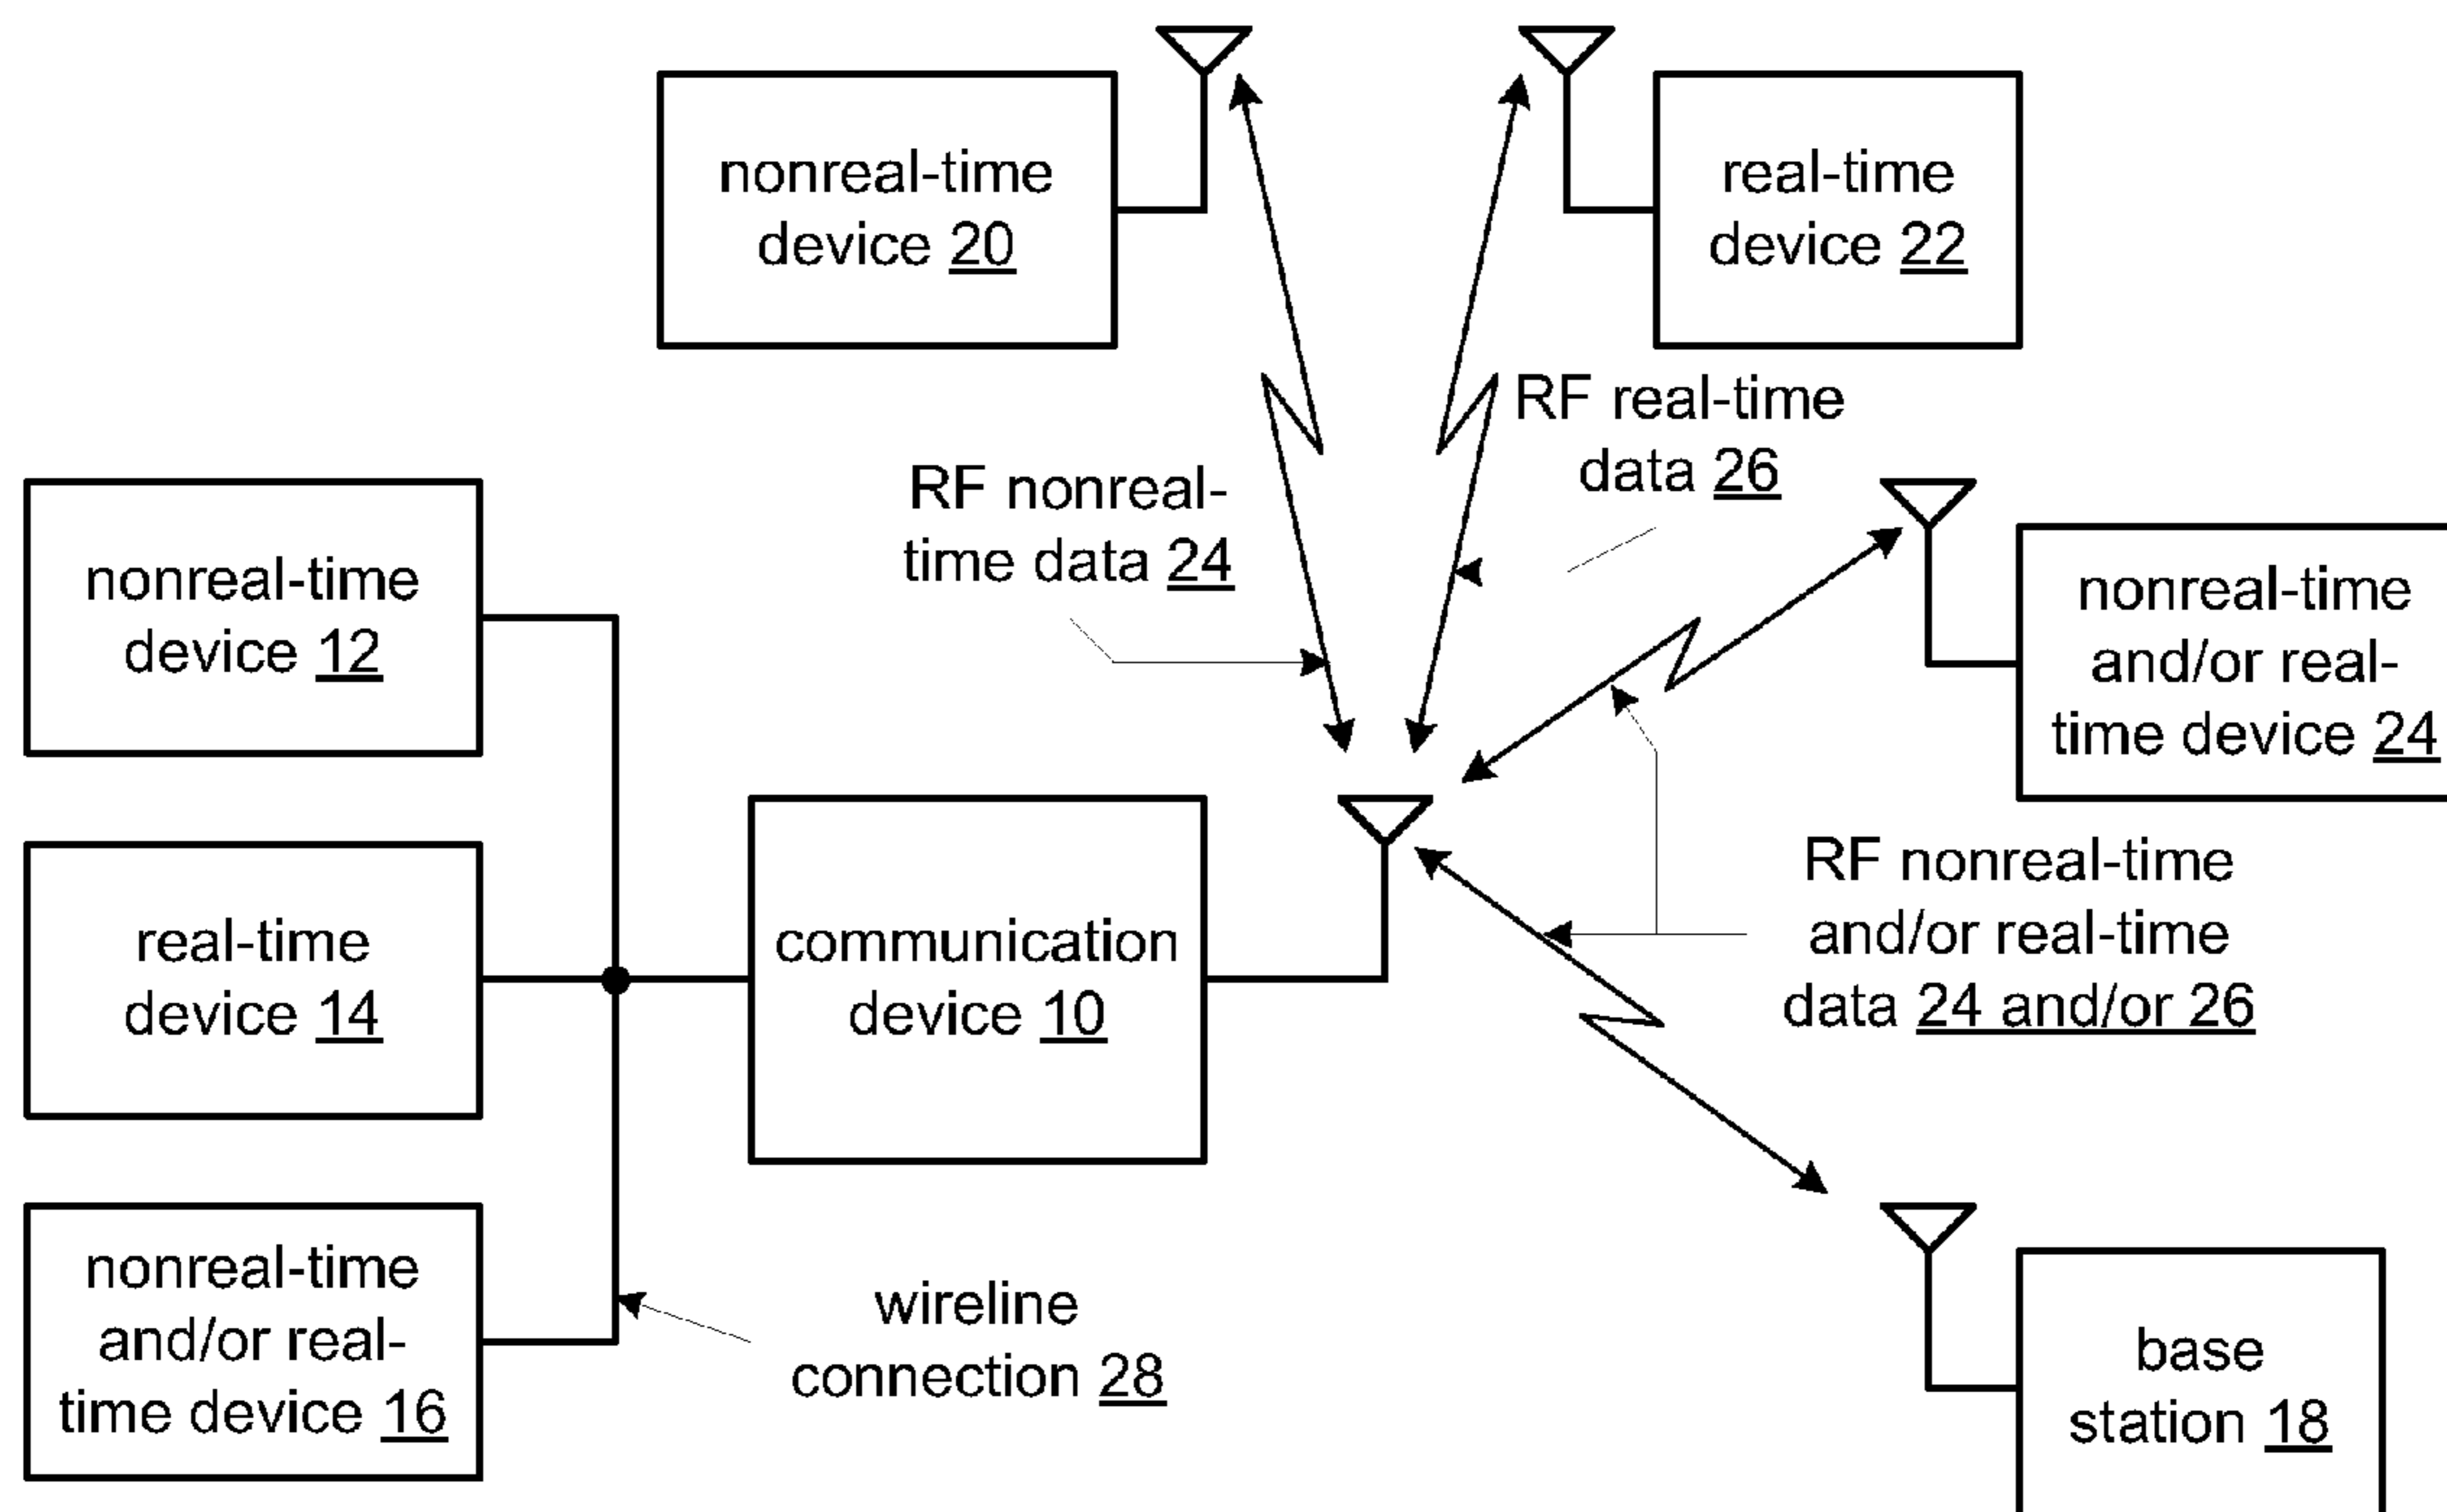 nonreal-time
device 20
real-time
device 22
RF real-time
data 26
RF nonreal-
time data 24
nonreal-time
device 12
nonreal-time
and/or real-
time device 24
real-time
device 14
communication
device 10
RF nonreal-time
and/or real-time
data 24 and/or 26
nonreal-time
and/or real-
time device 16
wireline
connection 28
base
station 18